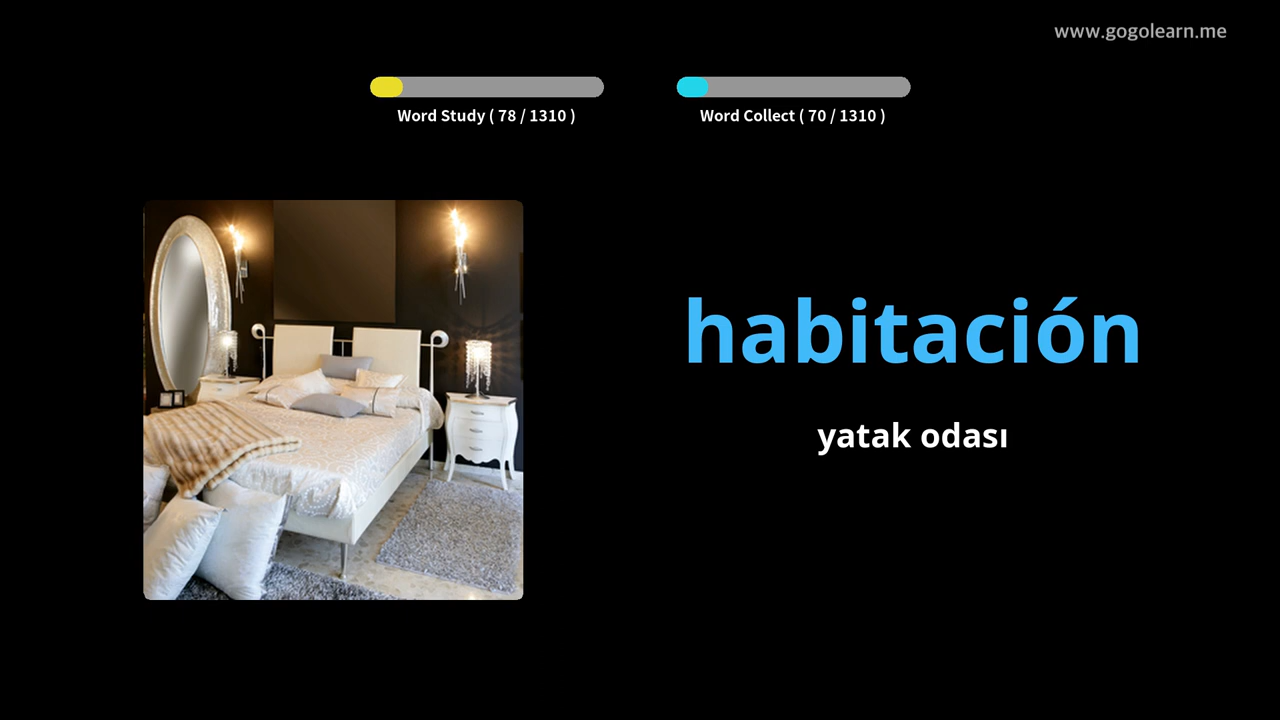 www.gogolearn.me
Word Study ( 78 / 1310 )
Word Collect ( 70 / 1310 )
habitación
yatak odası